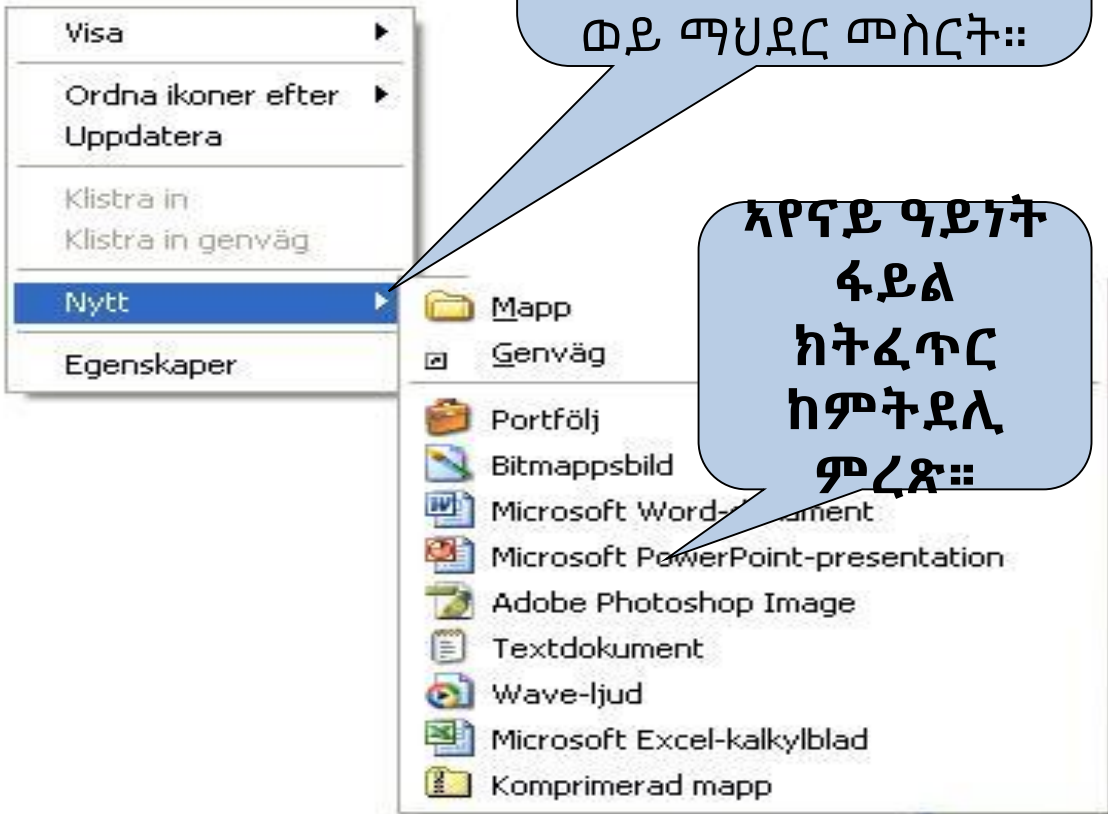 ወይ ማህደር መስርት።
Visa
Ordna ikoner efter
Uppdatera
Klistra in
Klistra in genväg
Nytt
Egenskaper
ኣየናይ ዓይነት
ፋይል
ክትፈጥር
ከምትደሊ
ምረጽ።
Mapp
Genväg
Portfölj
Bitmappsbild
Microsoft Word-
Microsoft PowerPoint-presentation
Adobe Photoshop Image
Textdokument
Wave-ljud
Microsoft Excel-kalkylblad
Komprimerad mapp